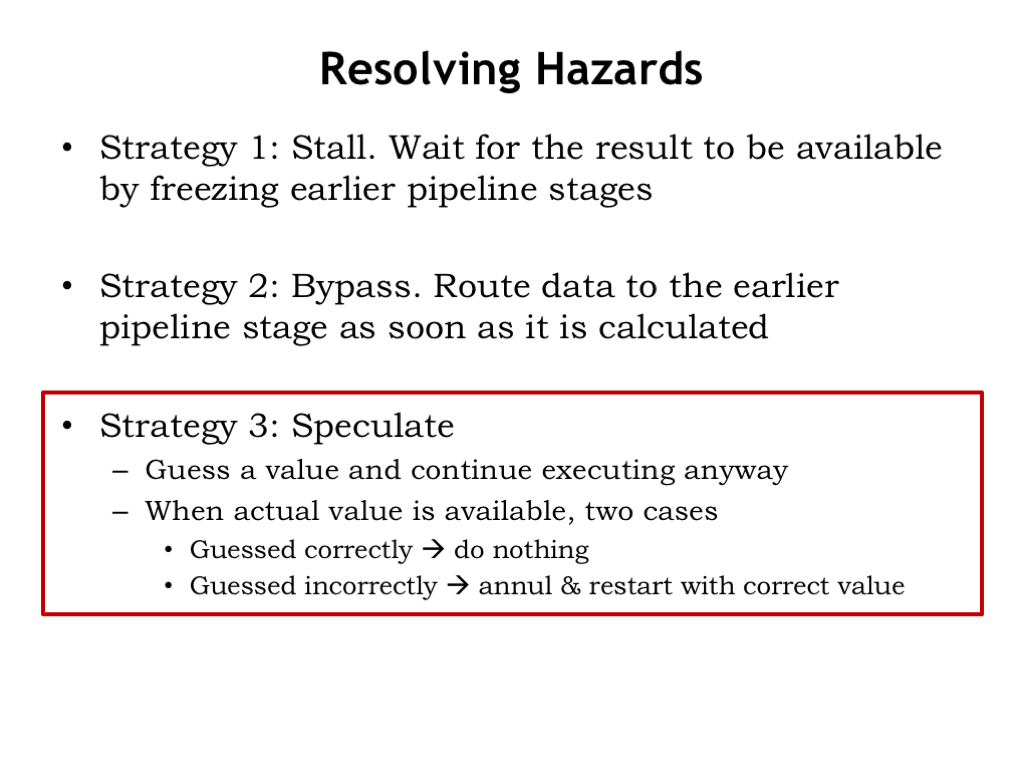 Resolving Hazards
• Strategy 1: Stall. Wait for the result to be available
by freezing earlier pipeline stages
• Strategy 2: Bypass. Route data to the earlier
pipeline stage as soon as it is calculated
• Strategy 3: Speculate
– Guess a value and continue executing anyway
– When actual value is available, two cases
• Guessed correctly → do nothing
• Guessed incorrectly → annul & restart with correct value